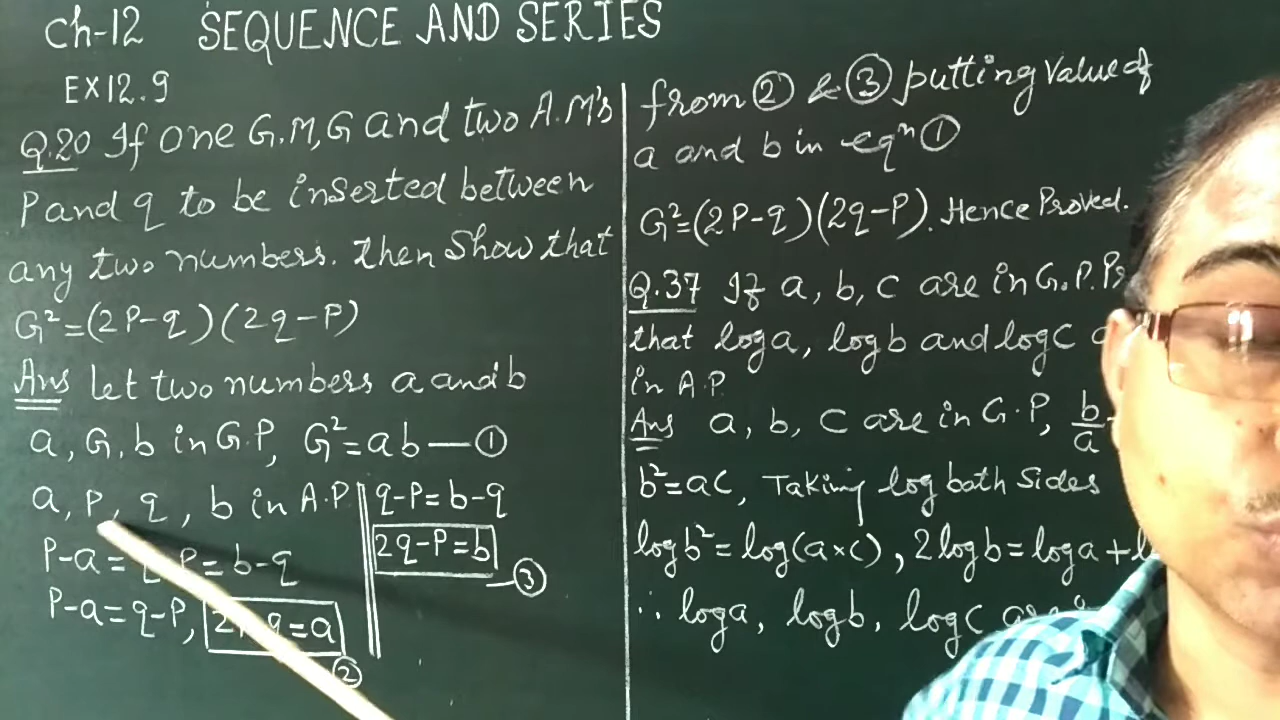 Ch-12 SEQUENCE AND SERIES
EX12.9
Q.20 If one G.M, G and two A.M's
P and q to be inserted between
any two numbers. then Show that
G²=(2P-q)(2q-P)
Ans Let two numbers a and b
a, G, b in G.P, G²=ab—①
a, P, q, b in A.P
P-a= P=b-q
P-a=q-P, =a
②
q-P=b-q
2q-P=b
—③
from ② & ③ putting value of
a and b in eqⁿ ①
G²=(2P-q)(2q-P). Hence Proved.
Q.37 If a, b, c are in G.P.
that loga, logb and logc
in A.P.
Ans a, b, c are in G.P, b/a
b²=ac, Taking log both sides
logb²=log(a×c), 2logb=loga+
∴ loga, logb, logc